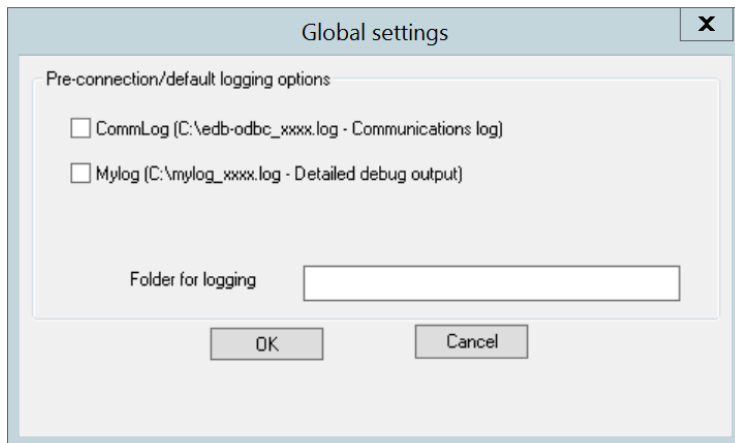 Global settings
X
Pre-connection/default logging options
CommLog (C:\edb-odbc_xxxx.log - Communications log)
Mylog (C:\mylog_xxxx.log - Detailed debug output)
Folder for logging
OK
Cancel